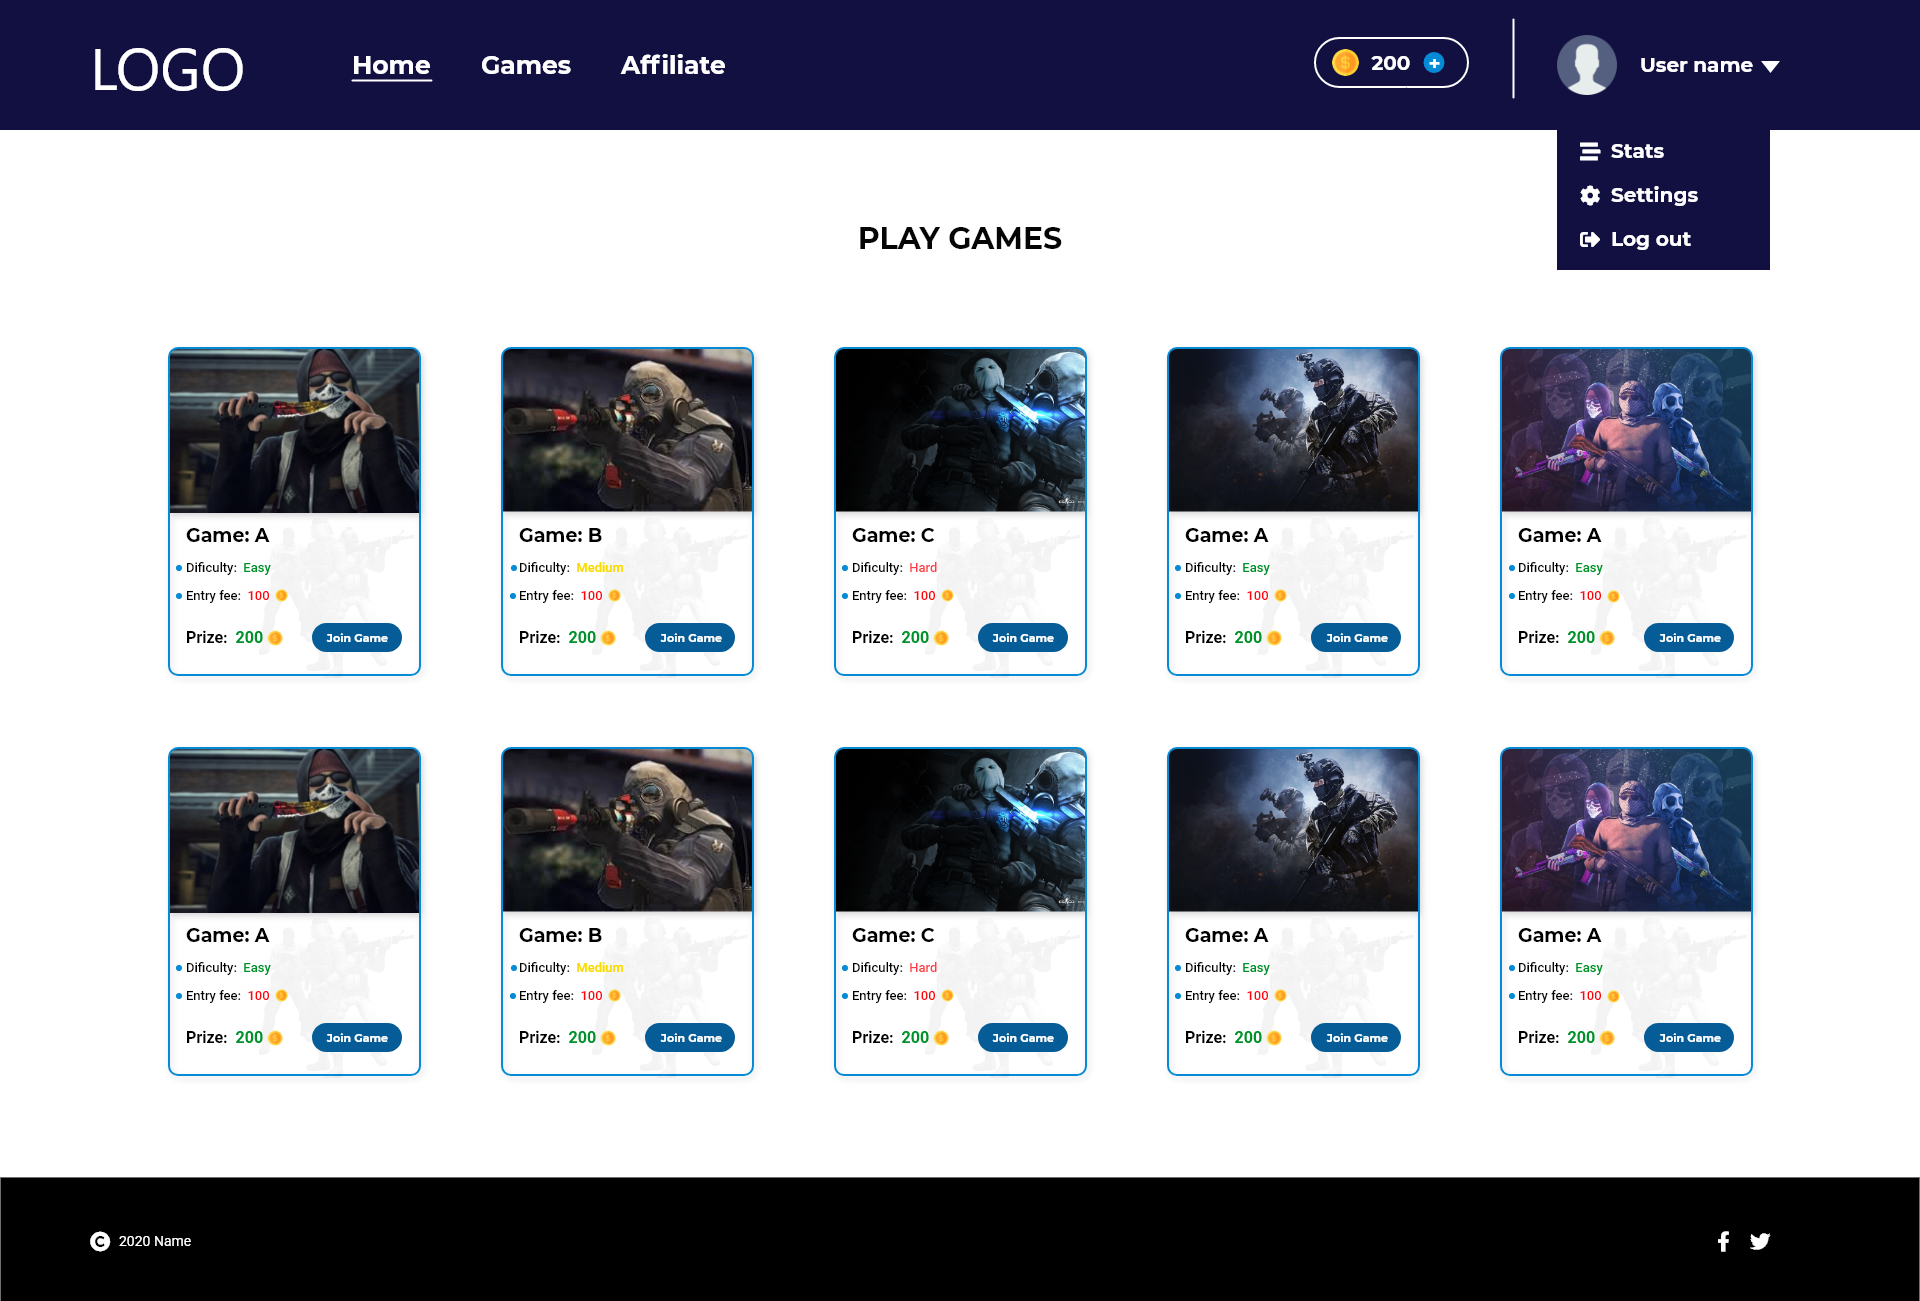 LOGO Home Games Affiliate 200 User name
Stats
Settings
Log out
PLAY GAMES
Game: A Game: B Game: C Game: A Game: A
Dificulty: Easy Dificulty: Medium Dificulty: Hard Dificulty: Easy Dificulty: Easy
Entry fee: 100 Entry fee: 100 Entry fee: 100 Entry fee: 100 Entry fee: 100
Prize: 200 Join Game Prize: 200 Join Game Prize: 200 Join Game Prize: 200 Join Game Prize: 200 Join Game
Game: A Game: B Game: C Game: A Game: A
Dificulty: Easy Dificulty: Medium Dificulty: Hard Dificulty: Easy Dificulty: Easy
Entry fee: 100 Entry fee: 100 Entry fee: 100 Entry fee: 100 Entry fee: 100
Prize: 200 Join Game Prize: 200 Join Game Prize: 200 Join Game Prize: 200 Join Game Prize: 200 Join Game
© 2020 Name